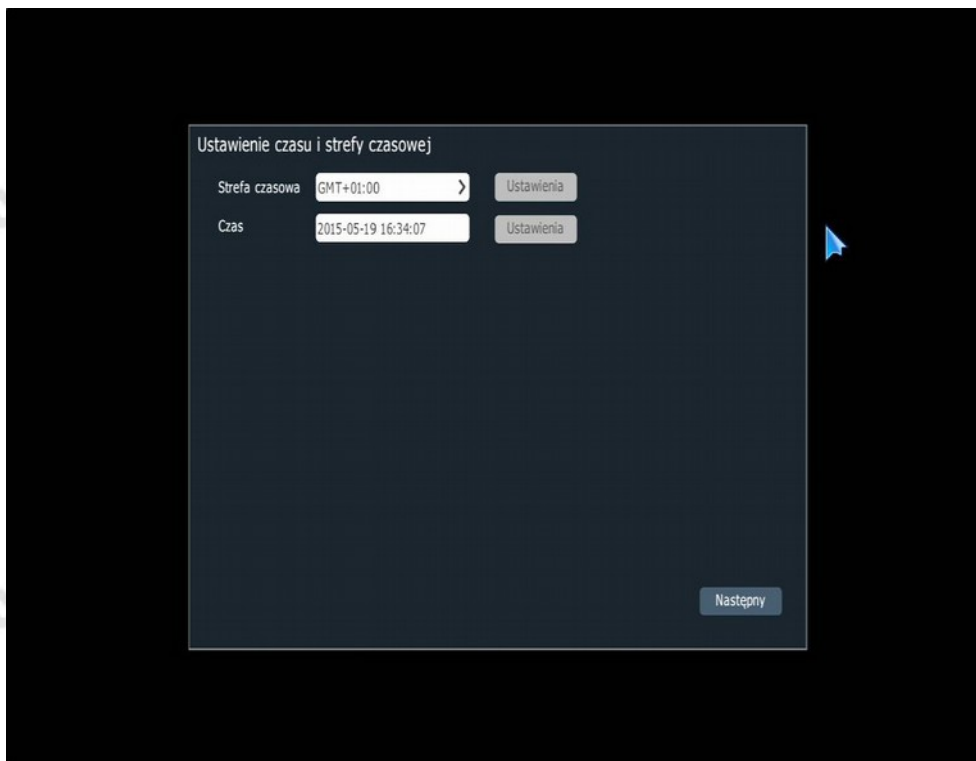 Ustawienie czasu i strefy czasowej
Strefa czasowa GMT+01:00 Ustawienia
Czas 2015-05-19 16:34:07 Ustawienia
Następny